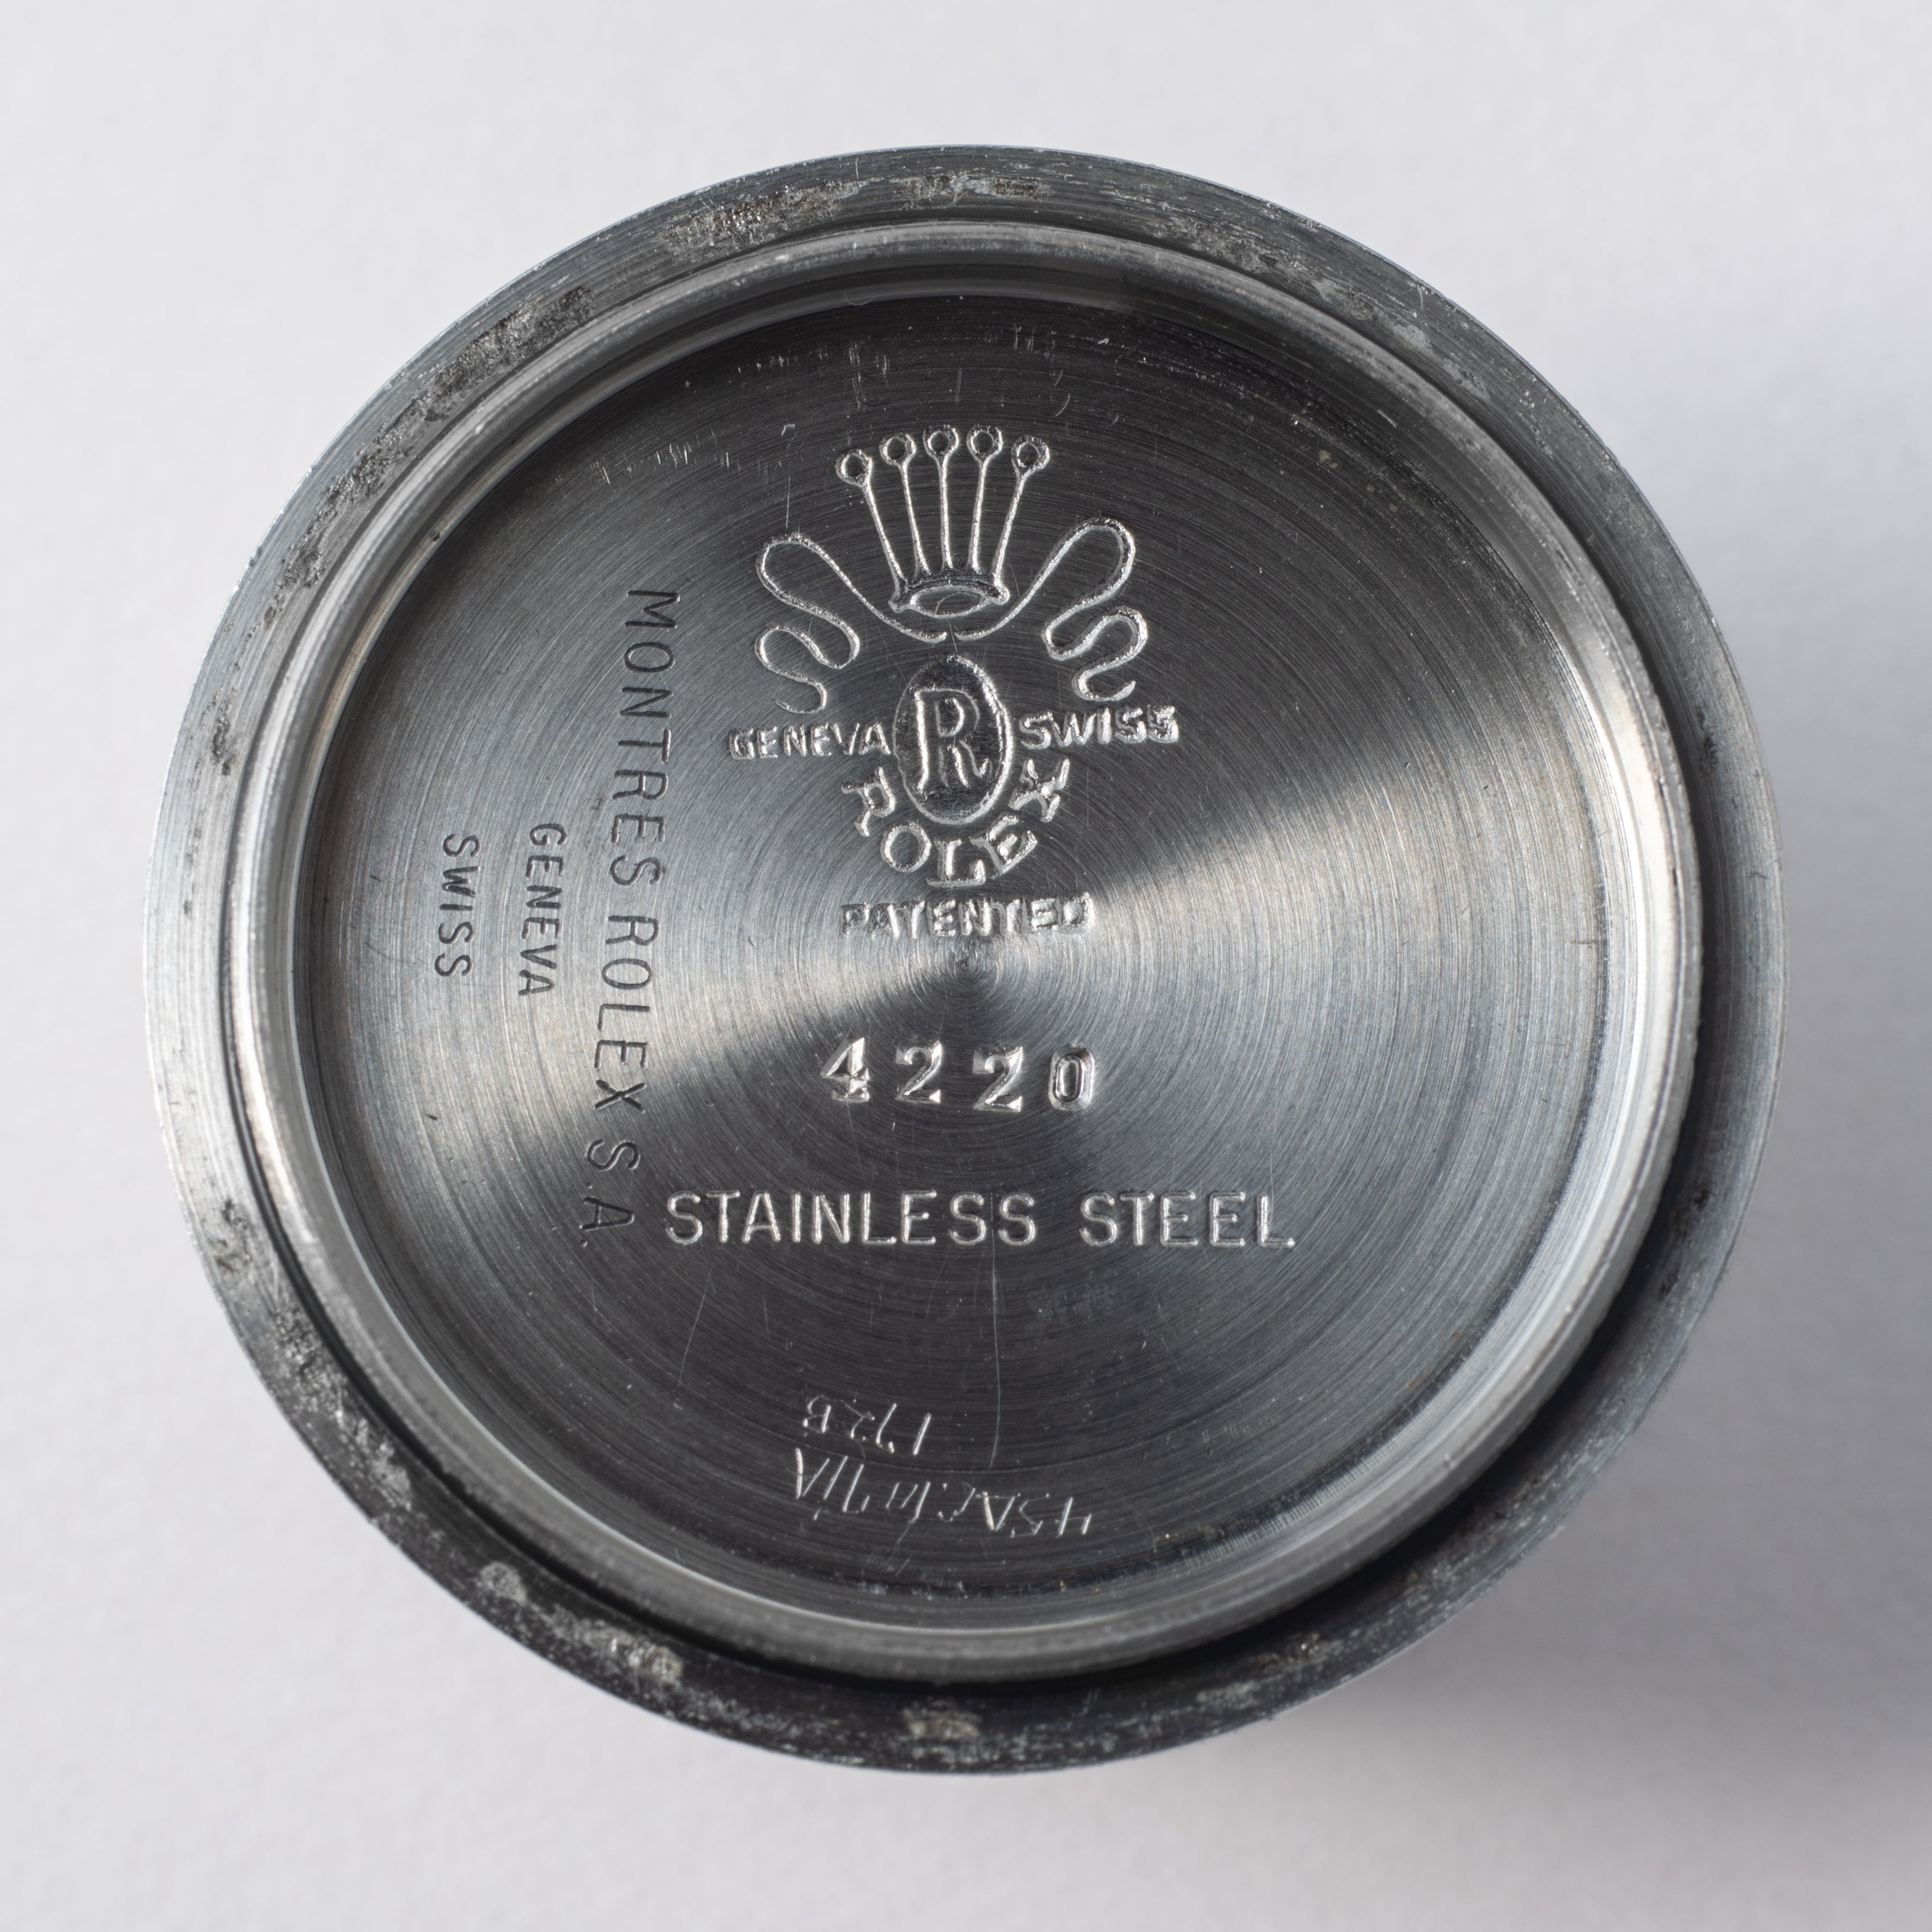 R
GENEVA SWISS
ROLEX
PATENTED
4220
STAINLESS STEEL
MONTRES ROLEX S.A.
GENEVA
SWISS